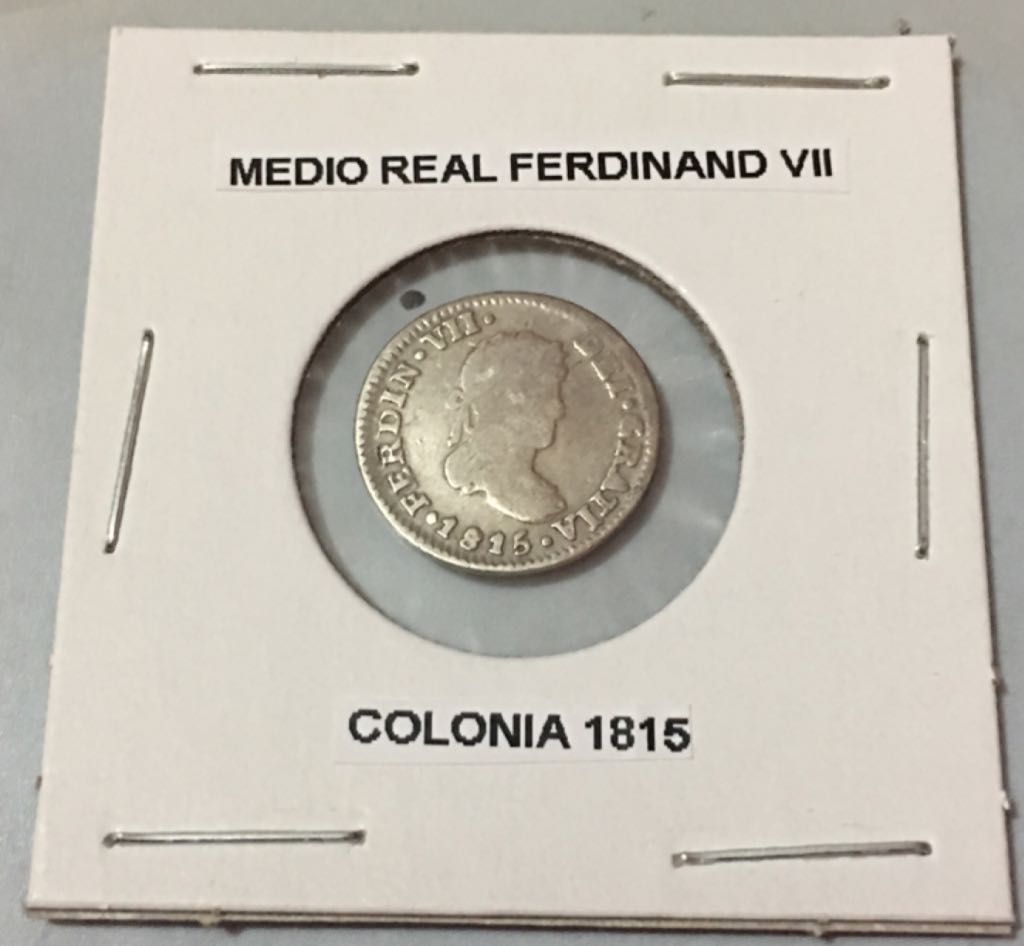 MEDIO REAL FERDINAND VII
·FERDIN·VII· DEI·GRATIA·
1815
COLONIA 1815